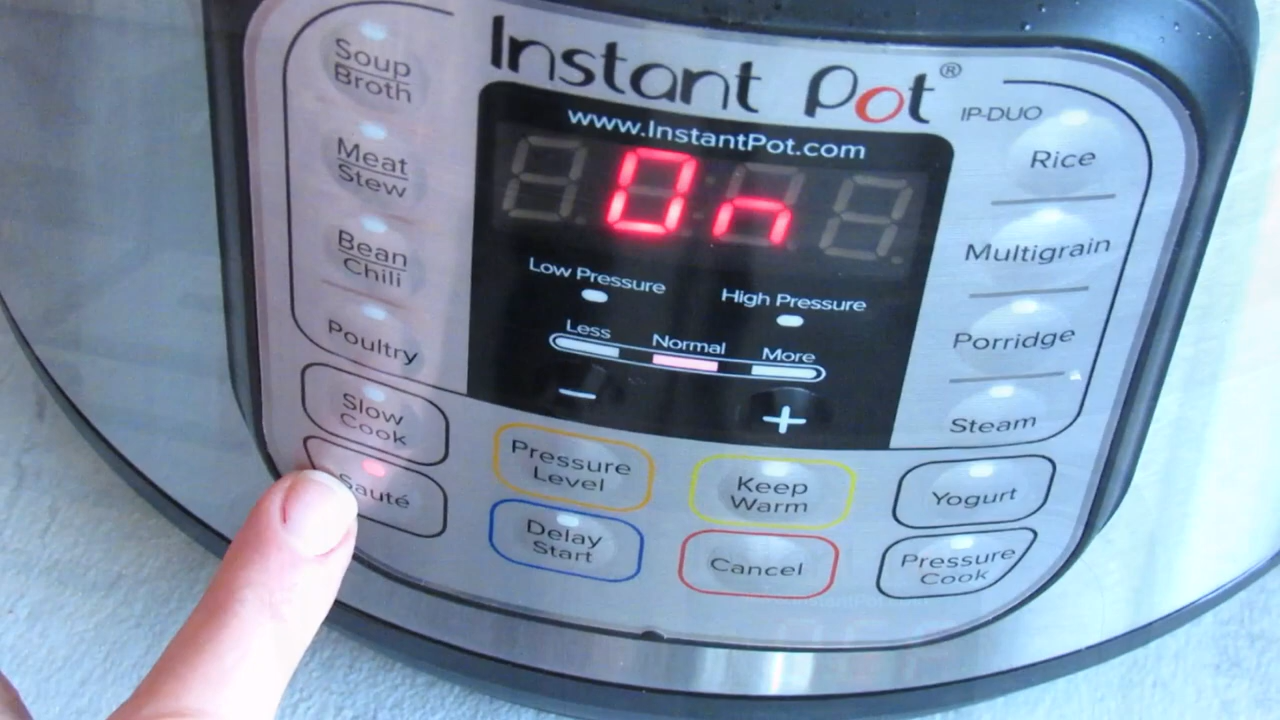 Instant Pot®
IP-DUO
www.InstantPot.com
On
Low Pressure
High Pressure
Less
Normal
More
−
+
Soup
Broth
Meat
Stew
Bean
Chili
Poultry
Slow
Cook
Sauté
Pressure
Level
Delay
Start
Keep
Warm
Cancel
Rice
Multigrain
Porridge
Steam
Yogurt
Pressure
Cook